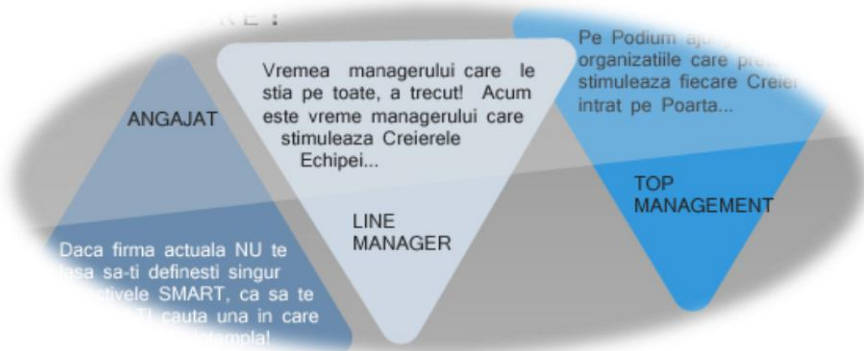 ANGAJAT
Daca firma actuala NU te
sa-ti definesti singur
SMART, ca sa te
cauta una in care
Vremea managerului care le
stia pe toate, a trecut! Acum
este vreme managerului care
stimuleaza Creierele
Echipei...
LINE
MANAGER
Pe Podium
organizatiile care
stimuleaza fiecare
intrat pe Poarta...
TOP
MANAGEMENT